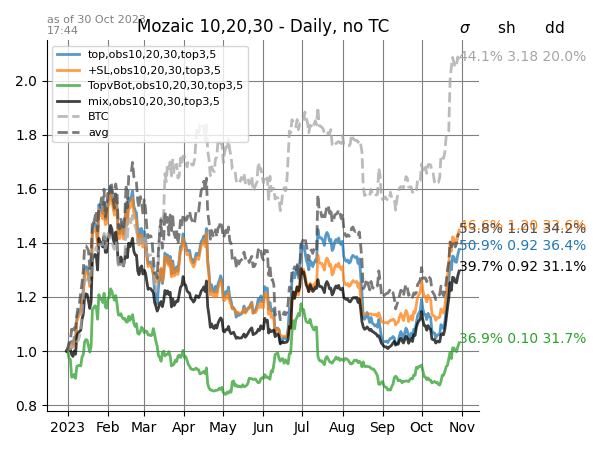 as of 30 Oct 2023
17:44
Mozaic 10,20,30 - Daily, no TC
σ sh dd
top,obs10,20,30,top3,5
+SL,obs10,20,30,top3,5
TopvBot,obs10,20,30,top3,5
mix,obs10,20,30,top3,5
BTC
avg
44.1% 3.18 20.0%
53.8% 1.01 34.2%
50.9% 0.92 36.4%
39.7% 0.92 31.1%
36.9% 0.10 31.7%
2.0
1.8
1.6
1.4
1.2
1.0
0.8
2023 Feb Mar Apr May Jun Jul Aug Sep Oct Nov